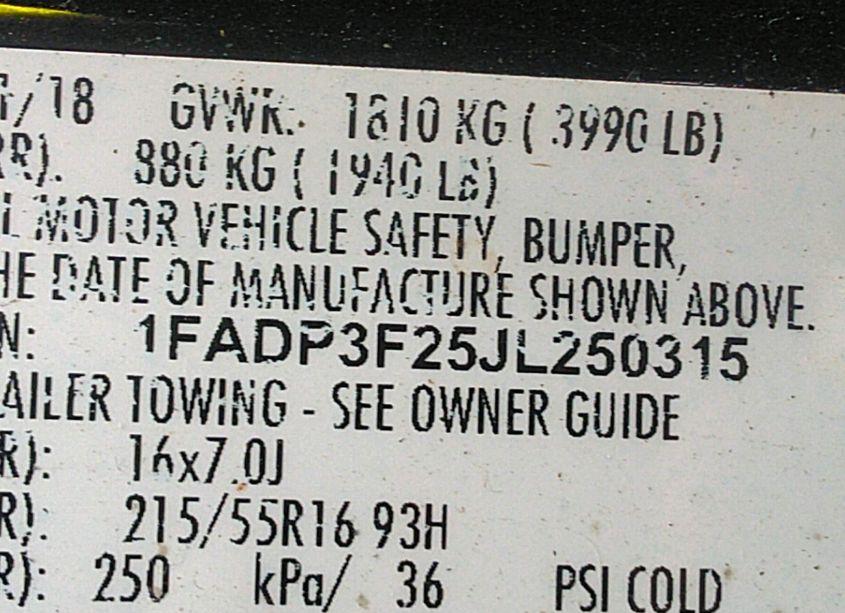 /18 GVWR: 1810 KG ( 3990 LB)
RR). 880 KG ( 1940 LB)
L MOTOR VEHICLE SAFETY, BUMPER,
HE DATE OF MANUFACTURE SHOWN ABOVE.
N: 1FADP3F25JL250315
AILER TOWING - SEE OWNER GUIDE
R): 16x7.0J
R). 215/55R16 93H
R): 250 kPa/ 36 PSI COLD